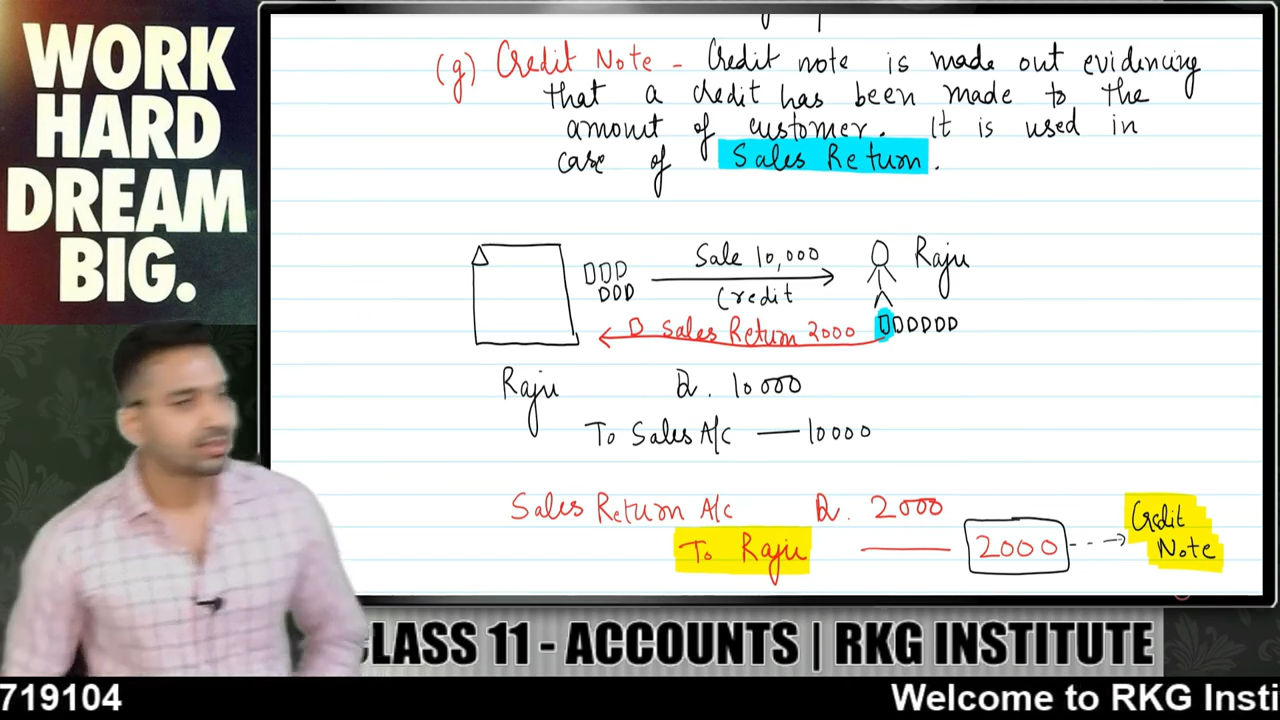 WORK
HARD
DREAM
BIG.
(g) Credit Note - Credit note is made out evidencing
that a credit has been made to the
amount of customer. It is used in
case of Sales Return.
Sale 10,000
Raju
Credit
Sales Return 2000
Raju Dr. 10000
To Sales A/c — 10000
Sales Return A/c Dr. 2000
To Raju — 2000
Credit
Note
CLASS 11 - ACCOUNTS | RKG INSTITUTE
719104
Welcome to RKG Insti